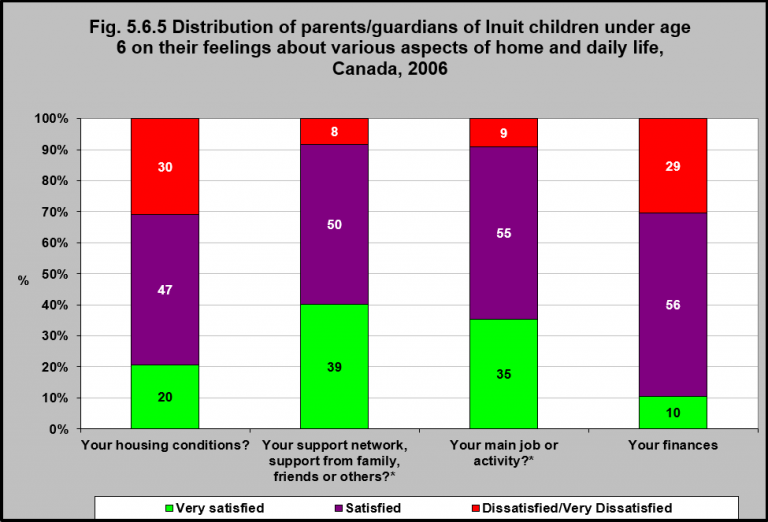 Fig. 5.6.5 Distribution of parents/guardians of Inuit children under age
6 on their feelings about various aspects of home and daily life,
Canada, 2006
100%
90%
80%
70%
60%
50%
40%
30%
20%
10%
0%
%
30
47
20
8
50
39
9
55
35
29
56
10
Your housing conditions?
Your support network,
support from family,
friends or others?*
Your main job or
activity?*
Your finances
Very satisfied
Satisfied
Dissatisfied/Very Dissatisfied